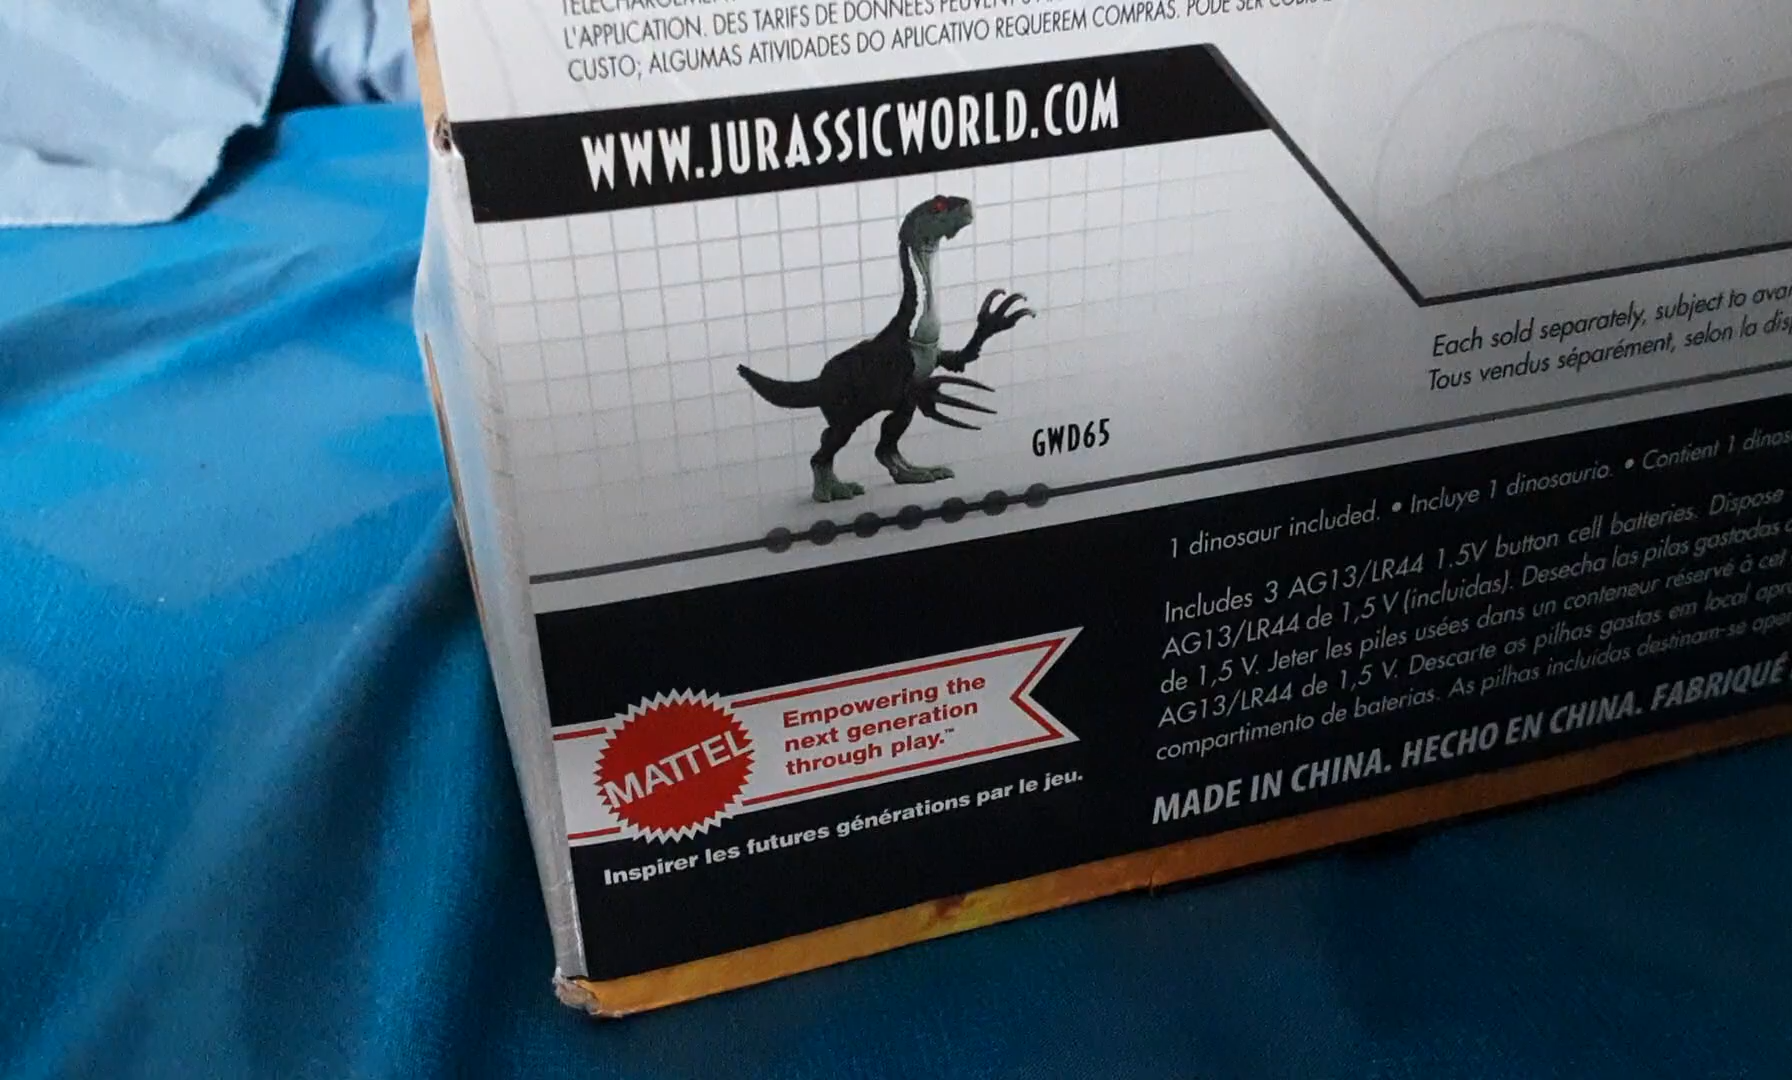 L'APPLICATION. DES TARIFS DE DONNÉES
CUSTO; ALGUMAS ATIVIDADES DO APLICATIVO REQUEREM COMPRAS. PODE SER
WWW.JURASSICWORLD.COM
GWD65
Each sold separately, subject to
Tous vendus séparément, selon la
1 dinosaur included. • Incluye 1 dinosaurio. • Contient 1
Includes 3 AG13/LR44 1.5V button cell batteries. Dispose
AG13/LR44 de 1,5 V (incluidas). Desecha las pilas gastadas
de 1,5 V. Jeter les piles usées dans un conteneur réservé à
AG13/LR44 de 1,5 V. Descarte as pilhas gastas em local
compartimento de baterias. As pilhas incluídas destinam-se
MADE IN CHINA. HECHO EN CHINA. FABRIQUÉ
MATTEL
Empowering the
next generation
through play.™
Inspirer les futures générations par le jeu.